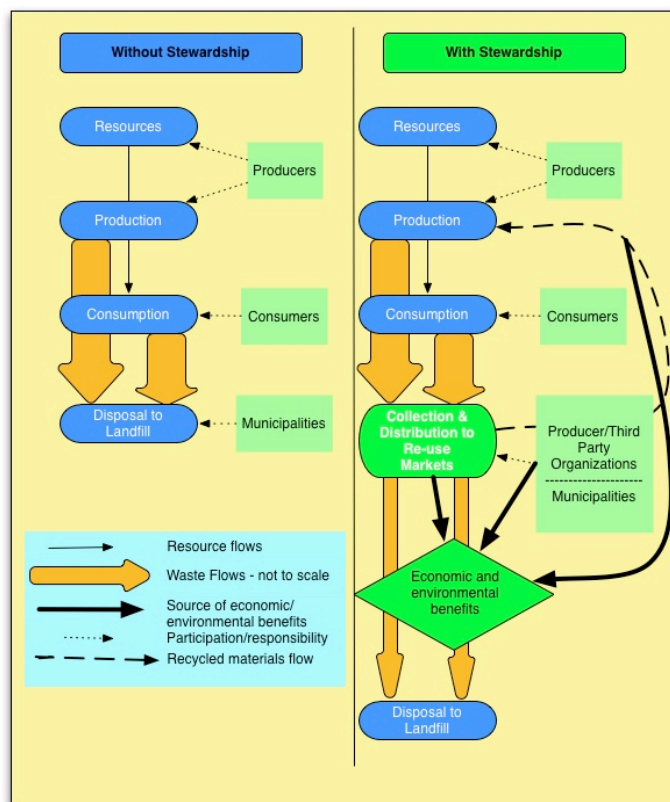 Without Stewardship
Resources
Producers
Production
Consumption
Consumers
Disposal to
Landfill
Municipalities
Resource flows
Waste Flows - not to scale
Source of economic/
environmental benefits
Participation/responsibility
Recycled materials flow
With Stewardship
Resources
Producers
Production
Consumption
Consumers
Collection &
Distribution to
Re-use
Markets
Producer/Third
Party
Organizations
Municipalities
Economic and
environmental
benefits
Disposal to
Landfill